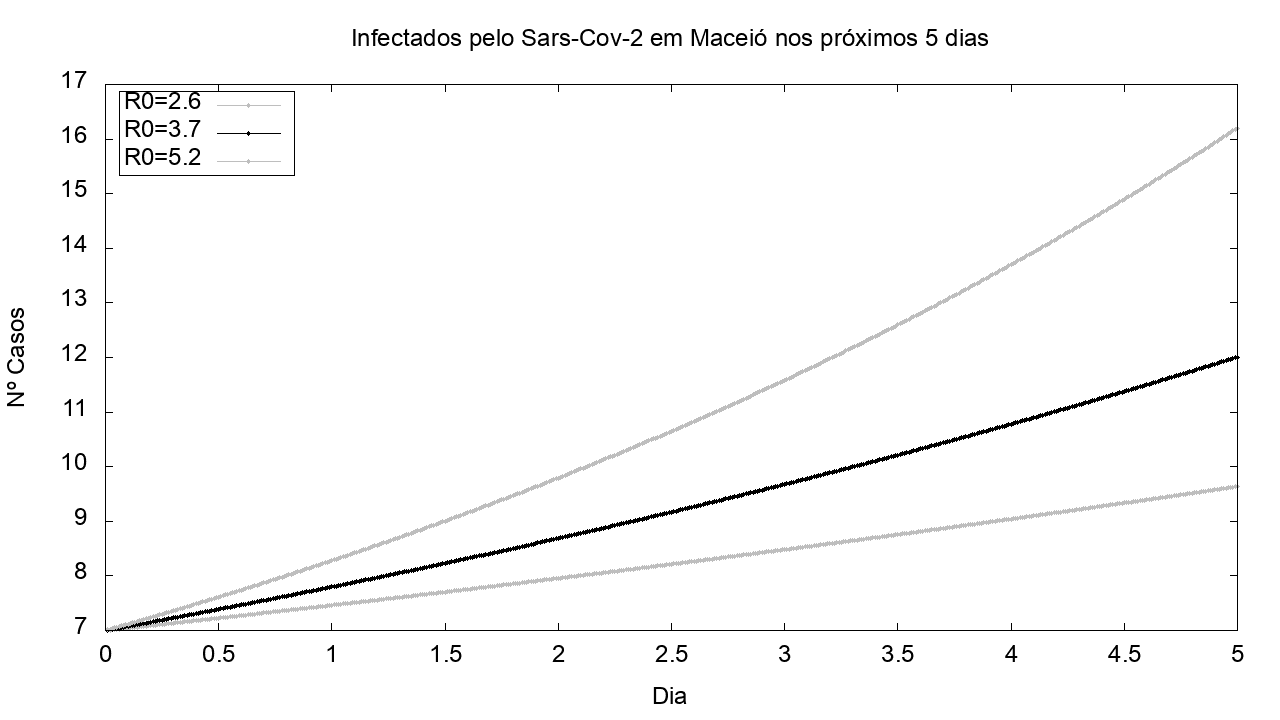 Infectados pelo Sars-Cov-2 em Maceió nos próximos 5 dias
17
16
15
14
13
12
11
10
9
8
7
R0=2.6
R0=3.7
R0=5.2
Nº Casos
0 0.5 1 1.5 2 2.5 3 3.5 4 4.5 5
Dia